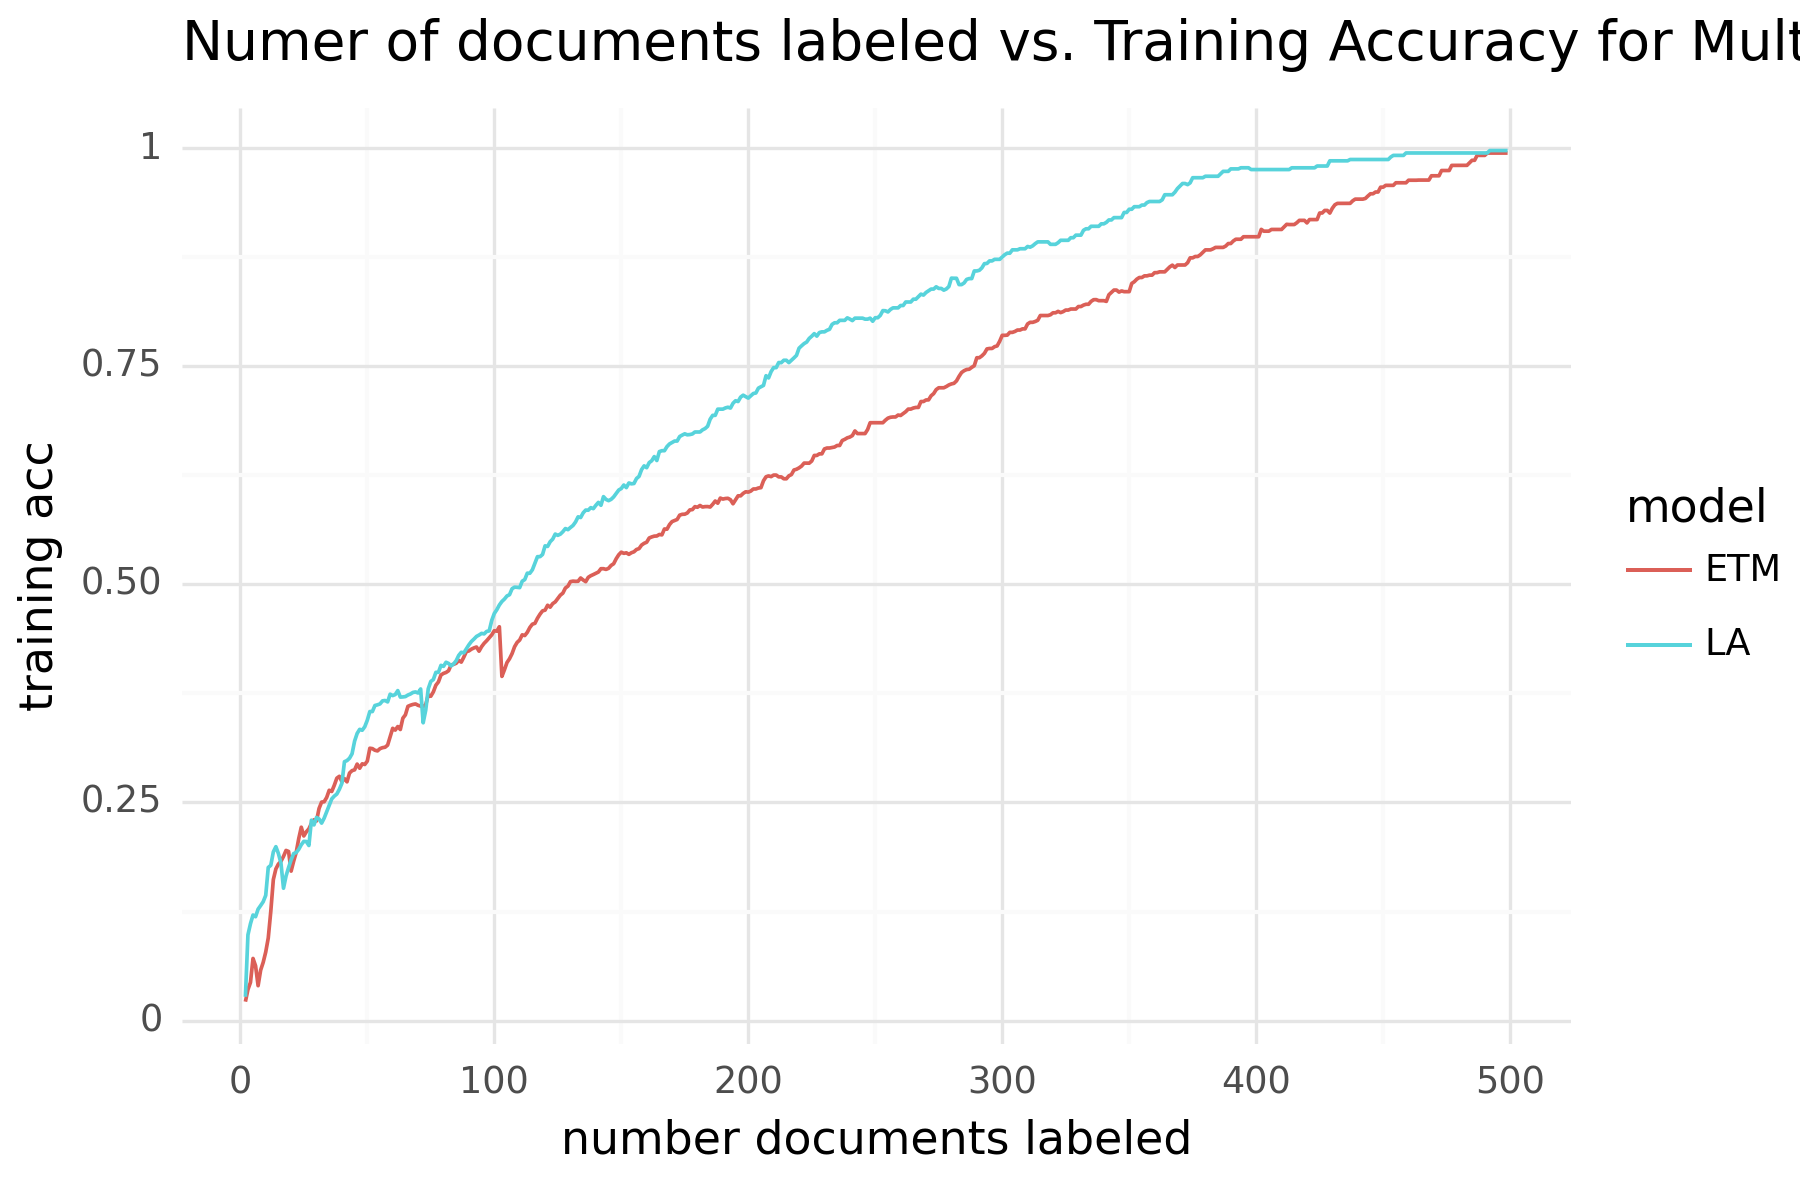 Numer of documents labeled vs. Training Accuracy for
training acc
1
0.75
0.50
0.25
0
0
100
200
300
400
500
number documents labeled
model
ETM
LA